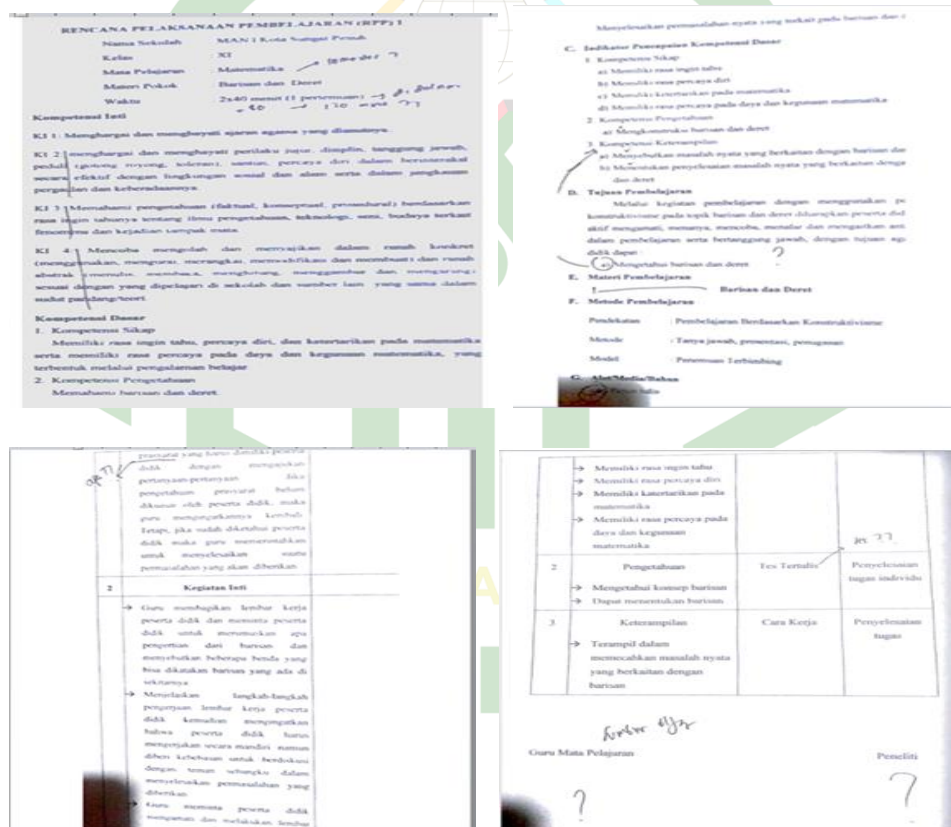 RENCANA PELAKSANAAN PEMBELAJARAN (RPP) 1
Nama Sekolah : MAN 1 Kota Sungai Penuh
Kelas : XI
Mata Pelajaran : Matematika
Materi Pokok : Barisan dan Deret
Waktu : 2x40 menit (1 pertemuan)
Kompetensi Inti
KI 1: Menghargai dan menghayati ajaran agama yang dianutnya.
KI 2: menghargai dan menghayati perilaku jujur, disiplin, tanggung jawab,
peduli (gotong royong, toleran), santun, percaya diri dalam berinteraksi
secara efektif dengan lingkungan sosial dan alam serta dalam jangkauan
pergaulan dan keberadaannya.
KI 3: Memahami pengetahuan (faktual, konseptual, prosedural) berdasarkan
rasa ingin tahunya tentang ilmu pengetahuan, teknologi, seni, budaya terkait
fenomena dan kejadian tampak mata.
KI 4: Mencoba mengolah dan menyajikan dalam ranah konkret
(menggunakan, mengurai, merangkai, memodifikasi dan membuat) dan ranah
abstrak (menulis, membaca, menghitung, menggambar dan mengarang)
sesuai dengan yang dipelajari di sekolah dan sumber lain yang sama dalam
sudut pandang/teori.
Kompetensi Dasar
1. Kompetensi Sikap
Memiliki rasa ingin tahu, percaya diri, dan ketertarikan pada matematika
serta memiliki rasa percaya pada daya dan kegunaan matematika, yang
terbentuk melalui pengalaman belajar.
2. Kompetensi Pengetahuan
Memahami barisan dan deret.
Menyelesaikan permasalahan nyata yang terkait pada barisan dan
C. Indikator Pencapaian Kompetensi Dasar
1 Kompetensi Sikap
a) Memiliki rasa ingin tahu
b) Memiliki rasa percaya diri
c) Memiliki ketertarikan pada matematika
d) Memiliki rasa percaya pada daya dan kegunaan matematika
2 Kompetensi Pengetahuan
a) Mengkonstruksi barisan dan deret
3 Kompetensi Keterampilan
a) Menyebutkan masalah nyata yang berkaitan dengan barisan dan
b) Menentukan penyelesaian masalah nyata yang berkaitan denga
dan deret
D. Tujuan Pembelajaran
Melalui kegiatan pembelajaran dengan menggunakan pe
konstruktivisme pada topik barisan dan deret diharapkan peserta did
aktif mengamati, menanya, mencoba, menalar dan mengaitkan ant
dalam pembelajaran serta bertanggung jawab, dengan tujuan aga
didik dapat
a) Mengetahui barisan dan deret
?
E. Materi Pembelajaran
Barisan dan Deret
F. Metode Pembelajaran
Pendekatan : Pembelajaran Berdasarkan Konstruktivisme
Metode : Tanya jawab, presentasi, penugasan
Model : Penemuan Terbimbing
G. Alat/Media/Bahan
prasyarat yang harus dimiliki peserta
didik dengan mengajukan
pertanyaan-pertanyaan. Jika
pengetahuan prasyarat belum
dikuasai oleh peserta didik, maka
guru mengingatkannya kembali.
Tetapi, jika sudah diketahui peserta
didik maka guru memerintahkan
untuk menyelesaikan suatu
permasalahan yang akan diberikan
2 Kegiatan Inti
→ Guru membagikan lembar kerja
peserta didik dan meminta peserta
didik untuk merumuskan apa
pengertian dari barisan dan
menyebutkan beberapa benda yang
bisa dikatakan barisan yang ada di
sekitarnya
→ Menjelaskan langkah-langkah
pengerjaan lembar kerja peserta
didik kemudian mengingatkan
bahwa peserta didik harus
mengerjakan secara mandiri namun
diberi kebebasan untuk berdiskusi
dengan teman sebangku dalam
menyelesaikan permasalahan yang
diberikan
Guru meminta peserta didik
mengamati dan melakukan lembar
→ Memiliki rasa ingin tahu
→ Memiliki rasa percaya diri
→ Memiliki katertarikan pada
matematika
→ Memiliki rasa percaya pada
daya dan kegunaan
matematika
2 Pengetahuan Tes Tertulis Penyelesaian
tugas individu
→ Mengetahui konsep barisan
→ Dapat menentukan barisan
3 Keterampilan Cara Kerja Penyelesaian
tugas
→ Terampil dalam
memecahkan masalah nyata
yang berkaitan dengan
barisan
Guru Mata Pelajaran Peneliti
? ?